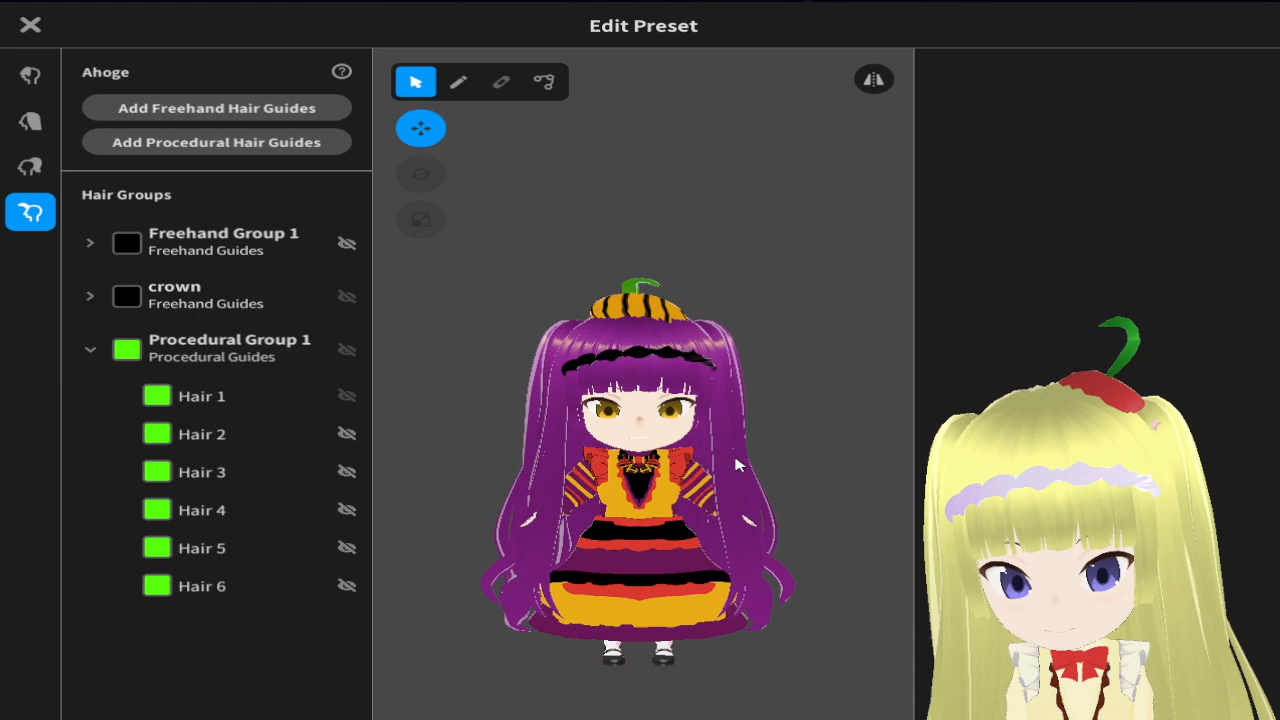 Edit Preset
Ahoge
Add Freehand Hair Guides
Add Procedural Hair Guides
Hair Groups
Freehand Group 1
Freehand Guides
crown
Freehand Guides
Procedural Group 1
Procedural Guides
Hair 1
Hair 2
Hair 3
Hair 4
Hair 5
Hair 6